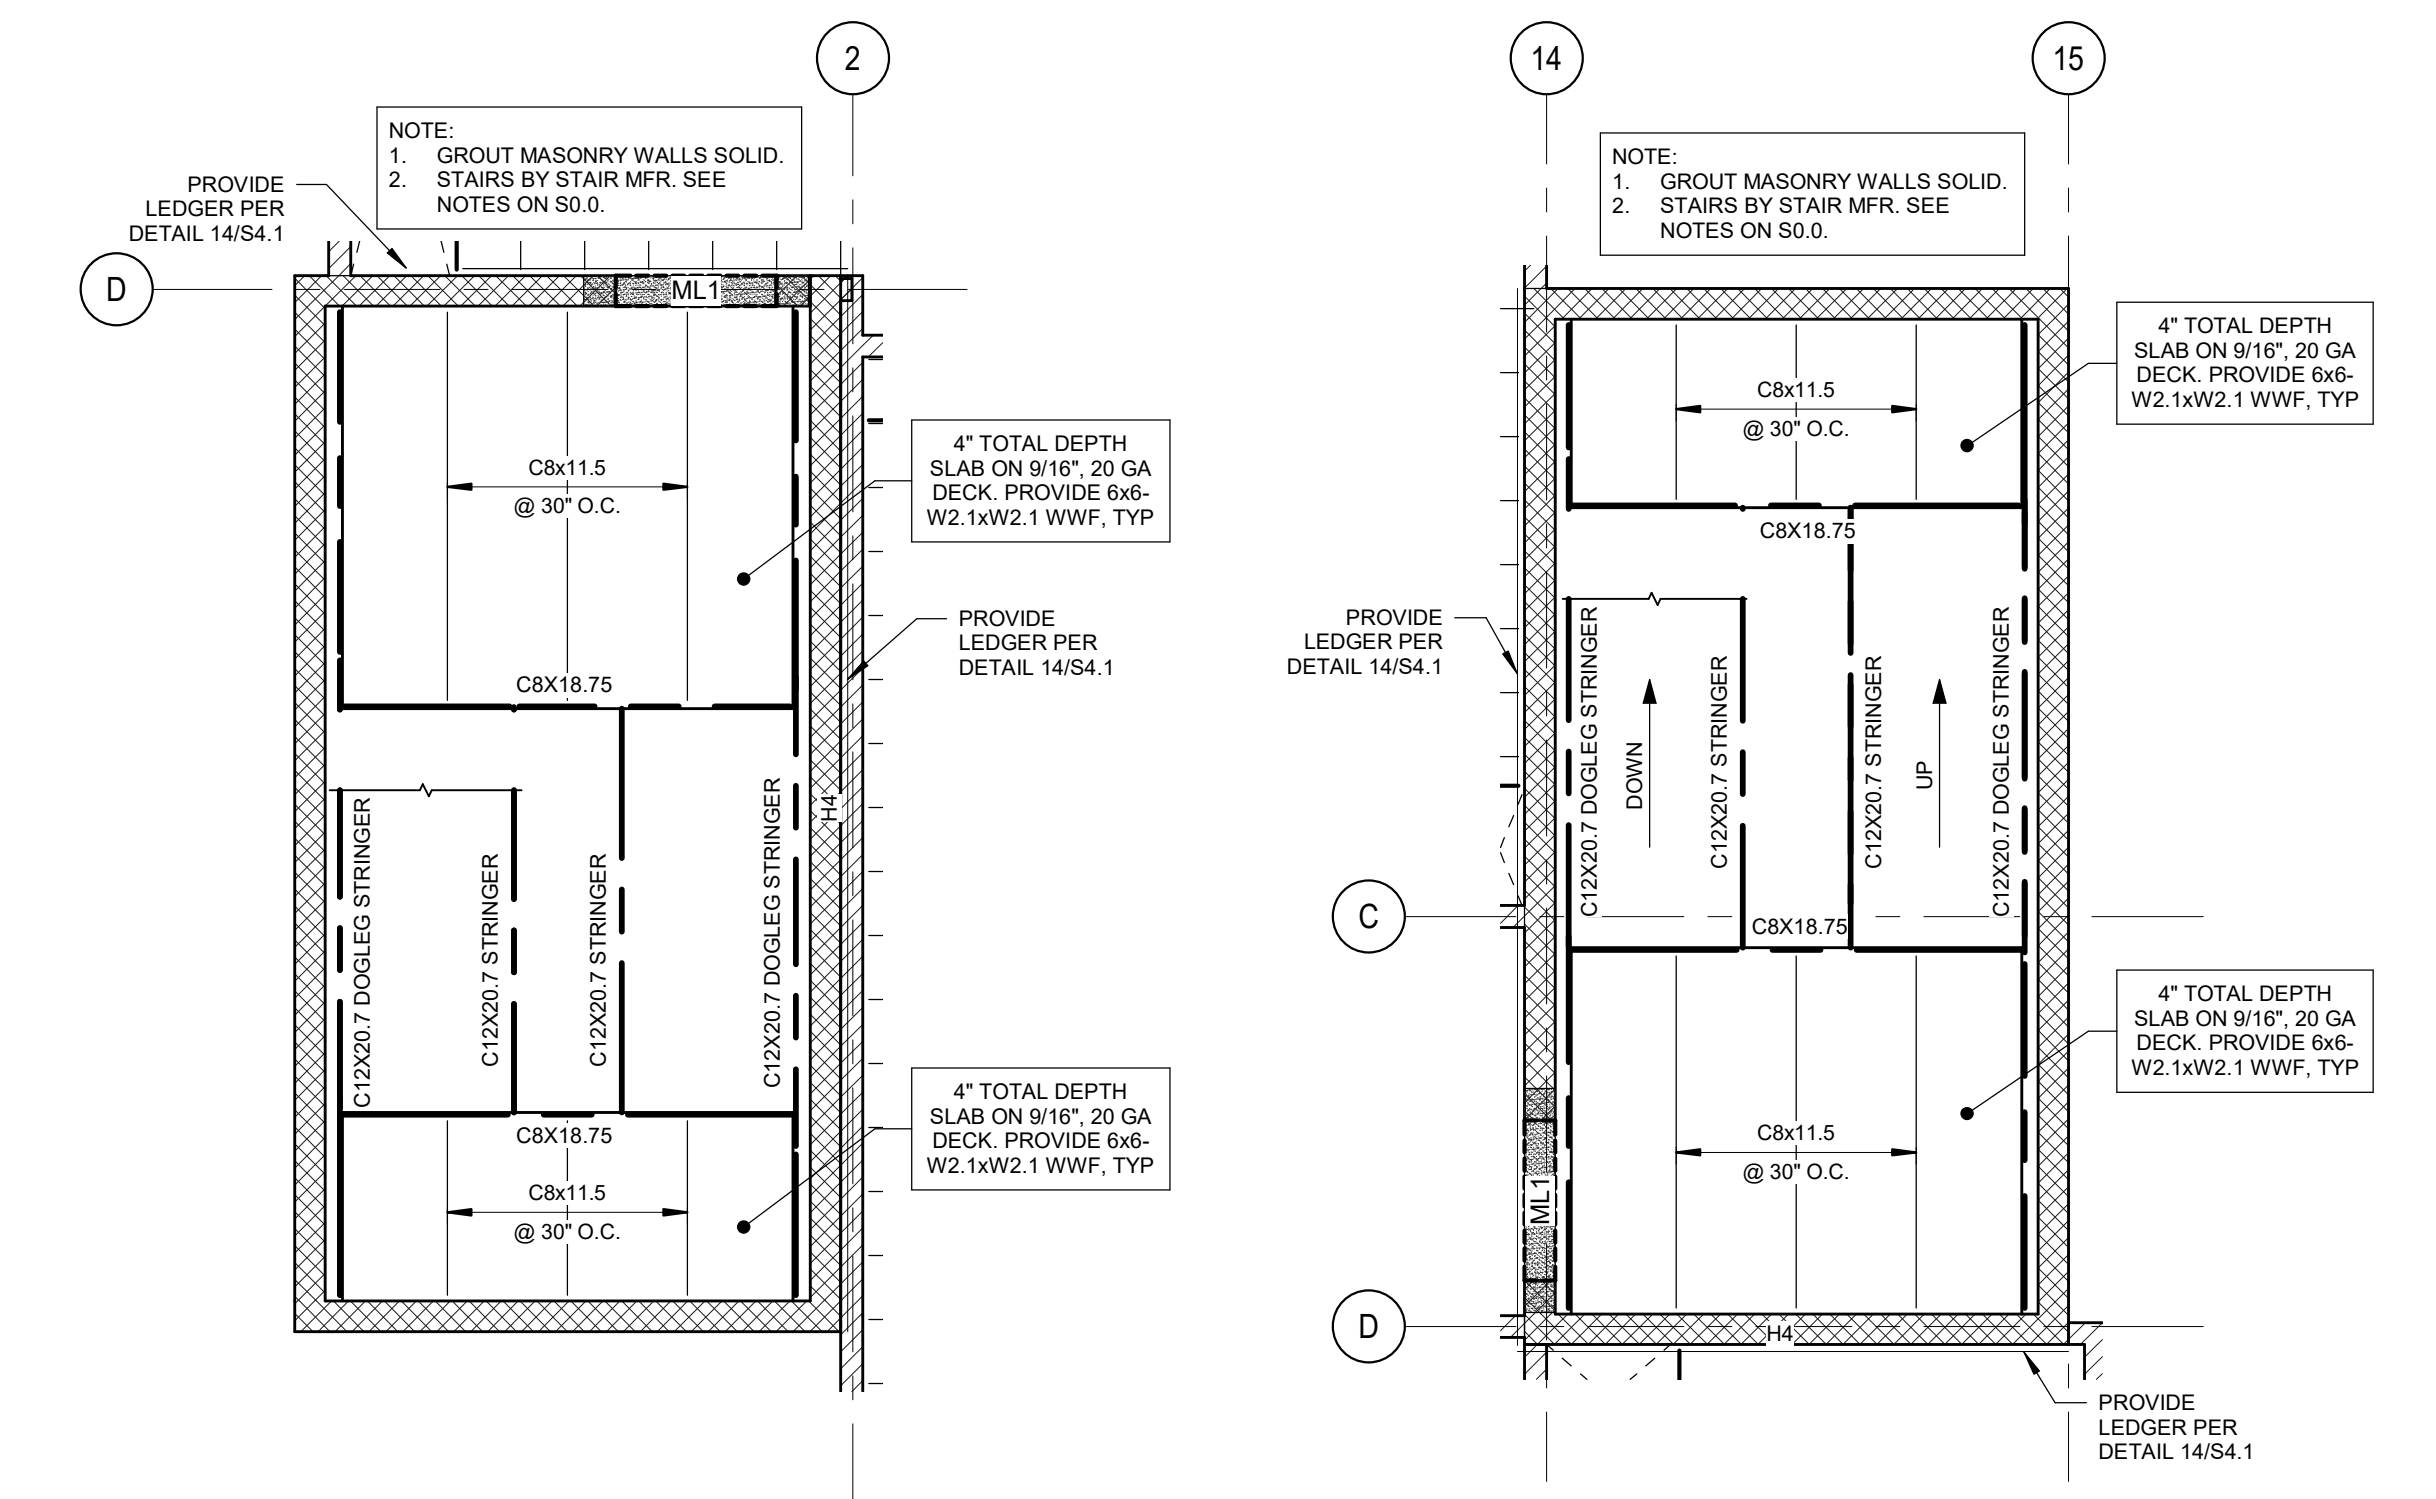 2
NOTE:
1. GROUT MASONRY WALLS SOLID.
2. STAIRS BY STAIR MFR. SEE
NOTES ON S0.0.
PROVIDE
LEDGER PER
DETAIL 14/S4.1
D
ML1
C8x11.5
@ 30" O.C.
4" TOTAL DEPTH
SLAB ON 9/16", 20 GA
DECK. PROVIDE 6x6-
W2.1xW2.1 WWF, TYP
PROVIDE
LEDGER PER
DETAIL 14/S4.1
C8X18.75
H4
C12X20.7 DOGLEG STRINGER
C12X20.7 STRINGER
C12X20.7 STRINGER
C12X20.7 DOGLEG STRINGER
4" TOTAL DEPTH
SLAB ON 9/16", 20 GA
DECK. PROVIDE 6x6-
W2.1xW2.1 WWF, TYP
C8X18.75
C8x11.5
@ 30" O.C.
14
15
NOTE:
1. GROUT MASONRY WALLS SOLID.
2. STAIRS BY STAIR MFR. SEE
NOTES ON S0.0.
4" TOTAL DEPTH
SLAB ON 9/16", 20 GA
DECK. PROVIDE 6x6-
W2.1xW2.1 WWF, TYP
C8x11.5
@ 30" O.C.
C8X18.75
PROVIDE
LEDGER PER
DETAIL 14/S4.1
C12X20.7 DOGLEG STRINGER
DOWN
C12X20.7 STRINGER
C12X20.7 STRINGER
UP
C12X20.7 DOGLEG STRINGER
C
C8X18.75
4" TOTAL DEPTH
SLAB ON 9/16", 20 GA
DECK. PROVIDE 6x6-
W2.1xW2.1 WWF, TYP
C8x11.5
@ 30" O.C.
ML1
D
H4
PROVIDE
LEDGER PER
DETAIL 14/S4.1